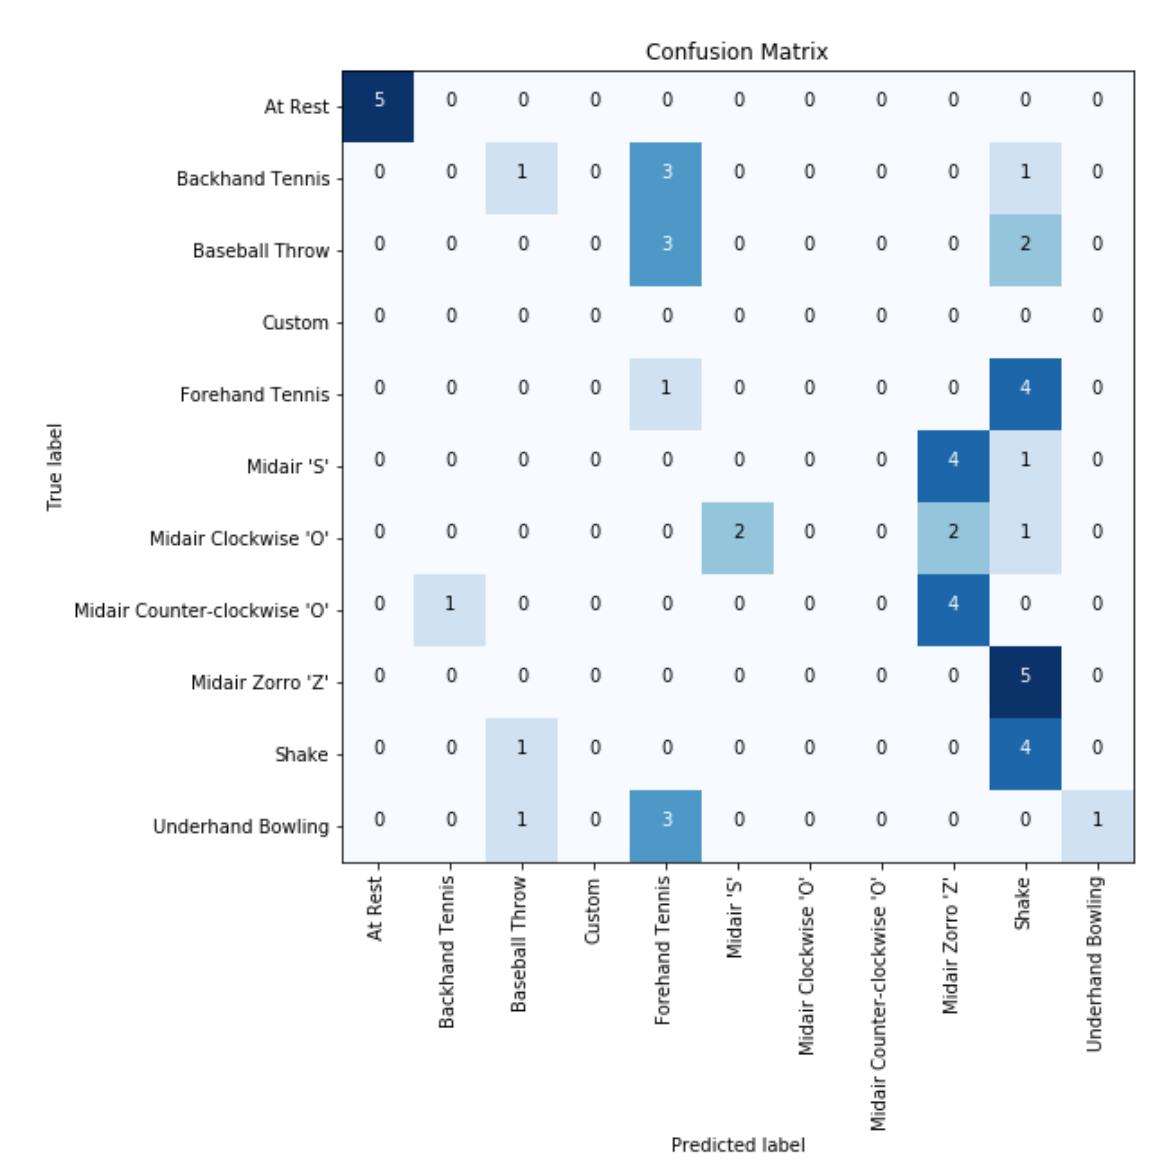 Confusion Matrix
True label
At Rest 5 0 0 0 0 0 0 0 0 0 0
Backhand Tennis 0 0 1 0 3 0 0 0 0 1 0
Baseball Throw 0 0 0 0 3 0 0 0 0 2 0
Custom 0 0 0 0 0 0 0 0 0 0 0
Forehand Tennis 0 0 0 0 1 0 0 0 0 4 0
Midair 'S' 0 0 0 0 0 0 0 0 4 1 0
Midair Clockwise 'O' 0 0 0 0 0 2 0 0 2 1 0
Midair Counter-clockwise 'O' 0 1 0 0 0 0 0 0 4 0 0
Midair Zorro 'Z' 0 0 0 0 0 0 0 0 0 5 0
Shake 0 0 1 0 0 0 0 0 0 4 0
Underhand Bowling 0 0 1 0 3 0 0 0 0 0 1
At Rest
Backhand Tennis
Baseball Throw
Custom
Forehand Tennis
Midair 'S'
Midair Clockwise 'O'
Midair Counter-clockwise 'O'
Midair Zorro 'Z'
Shake
Underhand Bowling
Predicted label